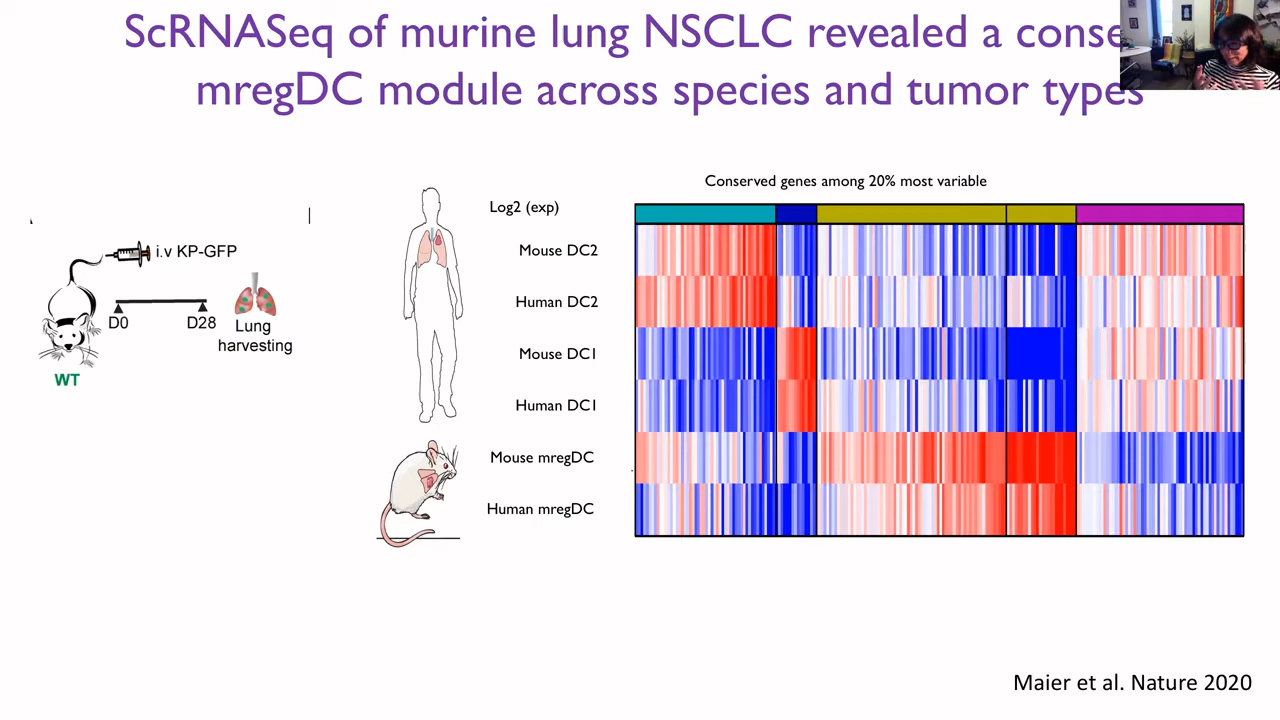 ScRNASeq of murine lung NSCLC revealed a
mregDC module across species and tumor types
Conserved genes among 20% most variable
Log2 (exp)
Mouse DC2
Human DC2
Mouse DC1
Human DC1
Mouse mregDC
Human mregDC
i.v KP-GFP
D0
D28
Lung
harvesting
WT
Maier et al. Nature 2020